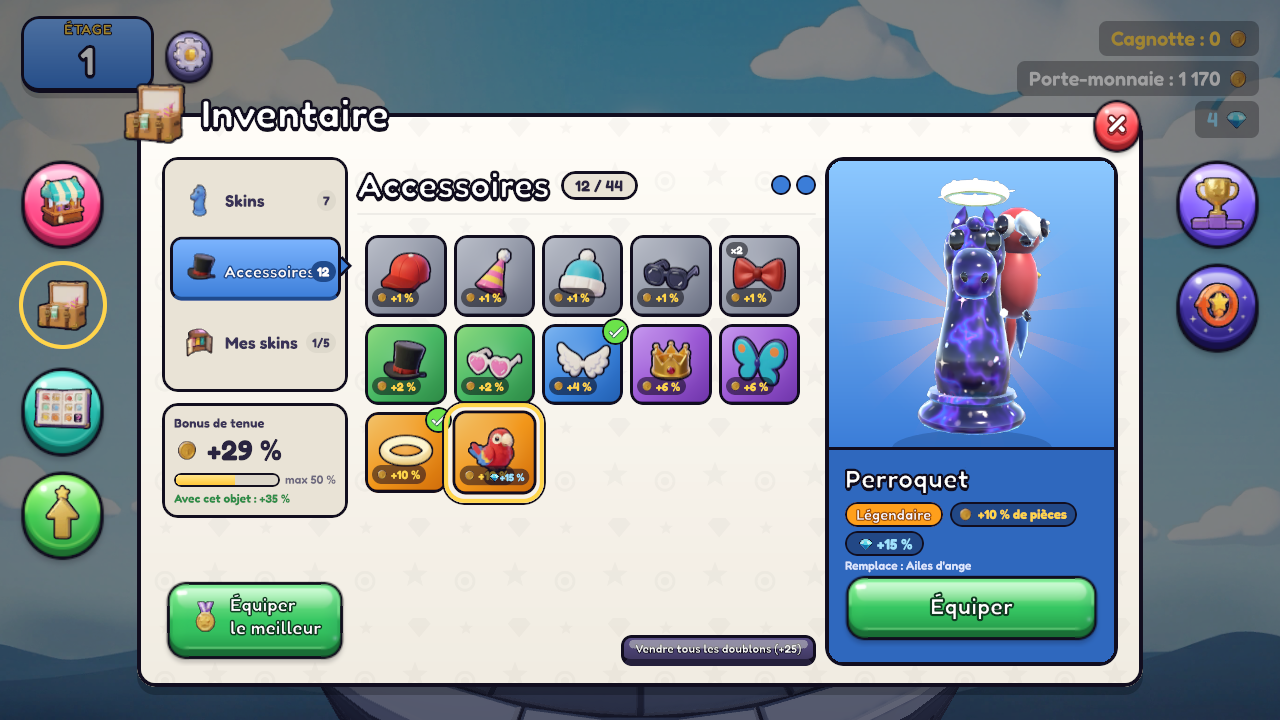 ÉTAGE
1
Cagnotte : 0
Porte-monnaie : 1 170
4
Inventaire
Skins 7
Accessoires 12
Mes skins 1/5
Bonus de tenue
+29 %
max 50 %
Avec cet objet : +35 %
Équiper
le meilleur
Accessoires 12 / 44
+1 % +1 % +1 % +1 % x2 +1 %
+2 % +2 % +4 % +6 % +6 %
+10 % +15 %
Vendre tous les doublons (+25)
Perroquet
Légendaire +10 % de pièces
+15 %
Remplace : Ailes d'ange
Équiper